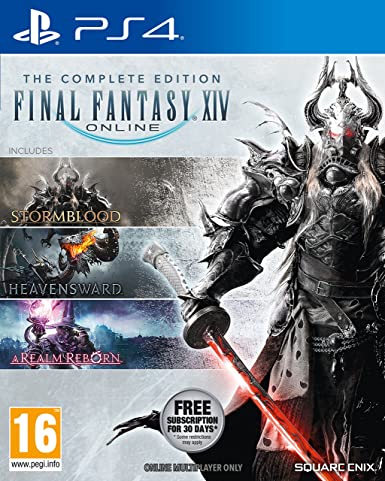 PS4
THE COMPLETE EDITION
FINAL FANTASY XIV
ONLINE
INCLUDES
STORMBLOOD
HEAVENSWARD
A REALM REBORN
16
www.pegi.info
FREE
SUBSCRIPTION
FOR 30 DAYS*
* Some restrictions
may apply
ONLINE MULTIPLAYER ONLY
SQUARE ENIX